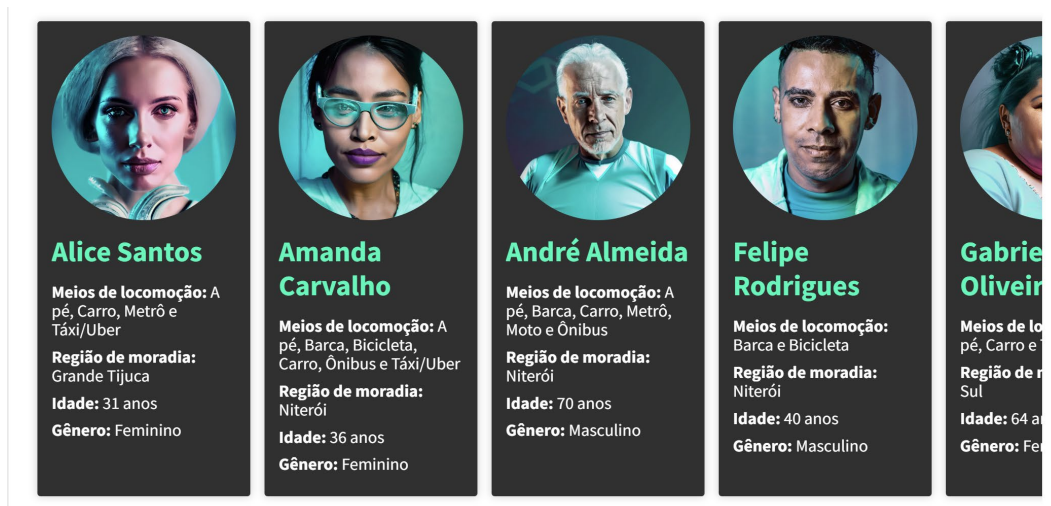 Alice Santos
Meios de locomoção: A
pé, Carro, Metrô e
Táxi/Uber
Região de moradia:
Grande Tijuca
Idade: 31 anos
Gênero: Feminino
Amanda
Carvalho
Meios de locomoção: A
pé, Barca, Bicicleta,
Carro, Ônibus e Táxi/Uber
Região de moradia:
Niterói
Idade: 36 anos
Gênero: Feminino
André Almeida
Meios de locomoção: A
pé, Barca, Carro, Metrô,
Moto e Ônibus
Região de moradia:
Niterói
Idade: 70 anos
Gênero: Masculino
Felipe
Rodrigues
Meios de locomoção:
Barca e Bicicleta
Região de moradia:
Niterói
Idade: 40 anos
Gênero: Masculino
Gabrie
Oliveir
Meios de lo
pé, Carro e
Região de
Sul
Idade: 64
Gênero: